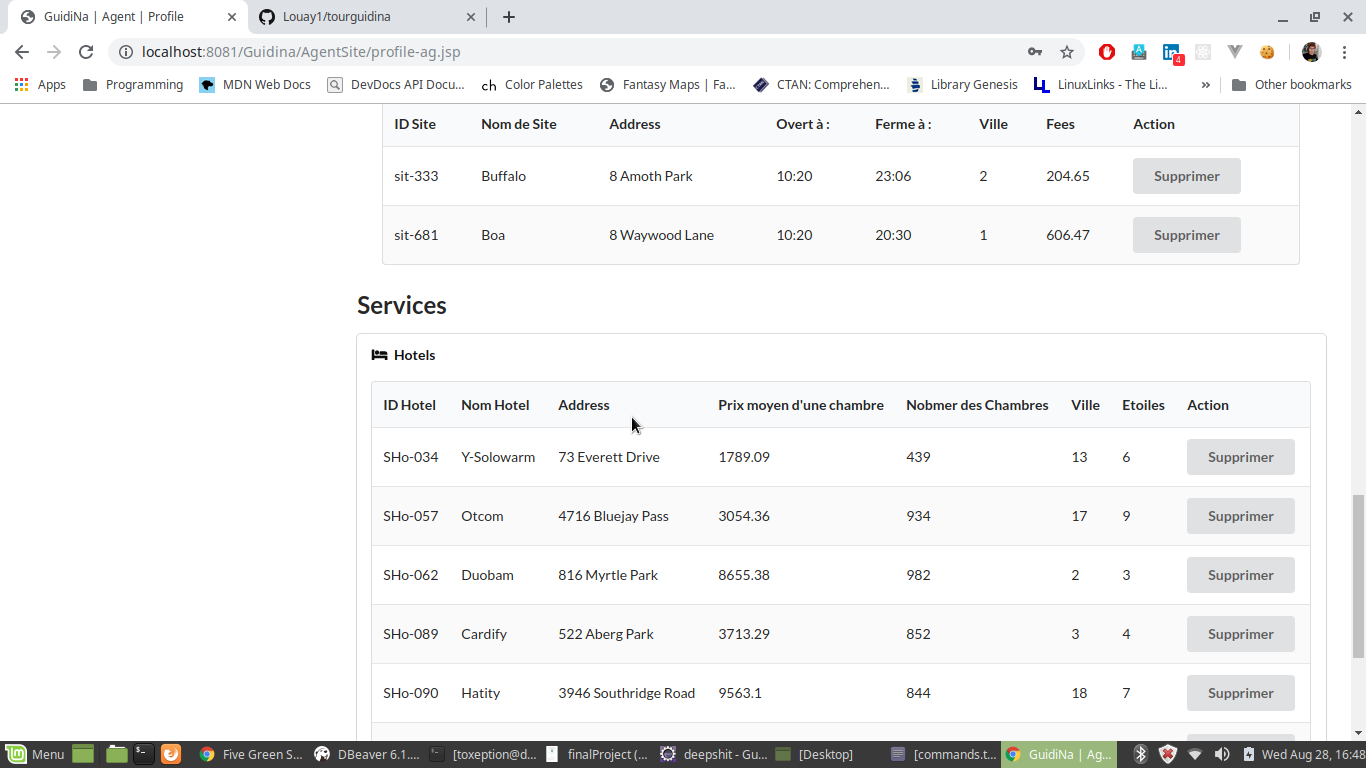 GuidiNa | Agent | Profile
Louay1/tourguidina
localhost:8081/Guidina/AgentSite/profile-ag.jsp
4
Apps Programming MDN Web Docs DevDocs API Docu... ch Color Palettes Fantasy Maps | Fa... CTAN: Comprehen... Library Genesis LinuxLinks - The Li... » Other bookmarks
ID Site Nom de Site Address Overt à : Ferme à : Ville Fees Action
sit-333 Buffalo 8 Amoth Park 10:20 23:06 2 204.65 Supprimer
sit-681 Boa 8 Waywood Lane 10:20 20:30 1 606.47 Supprimer
Services
Hotels
ID Hotel Nom Hotel Address Prix moyen d'une chambre Nobmer des Chambres Ville Etoiles Action
SHo-034 Y-Solowarm 73 Everett Drive 1789.09 439 13 6 Supprimer
SHo-057 Otcom 4716 Bluejay Pass 3054.36 934 17 9 Supprimer
SHo-062 Duobam 816 Myrtle Park 8655.38 982 2 3 Supprimer
SHo-089 Cardify 522 Aberg Park 3713.29 852 3 4 Supprimer
SHo-090 Hatity 3946 Southridge Road 9563.1 844 18 7 Supprimer
Menu Five Green S... DBeaver 6.1.... [toxeption@d... finalProject (... deepshit - Gu... [Desktop] [commands.t... GuidiNa | Ag... Wed Aug 28, 16:48